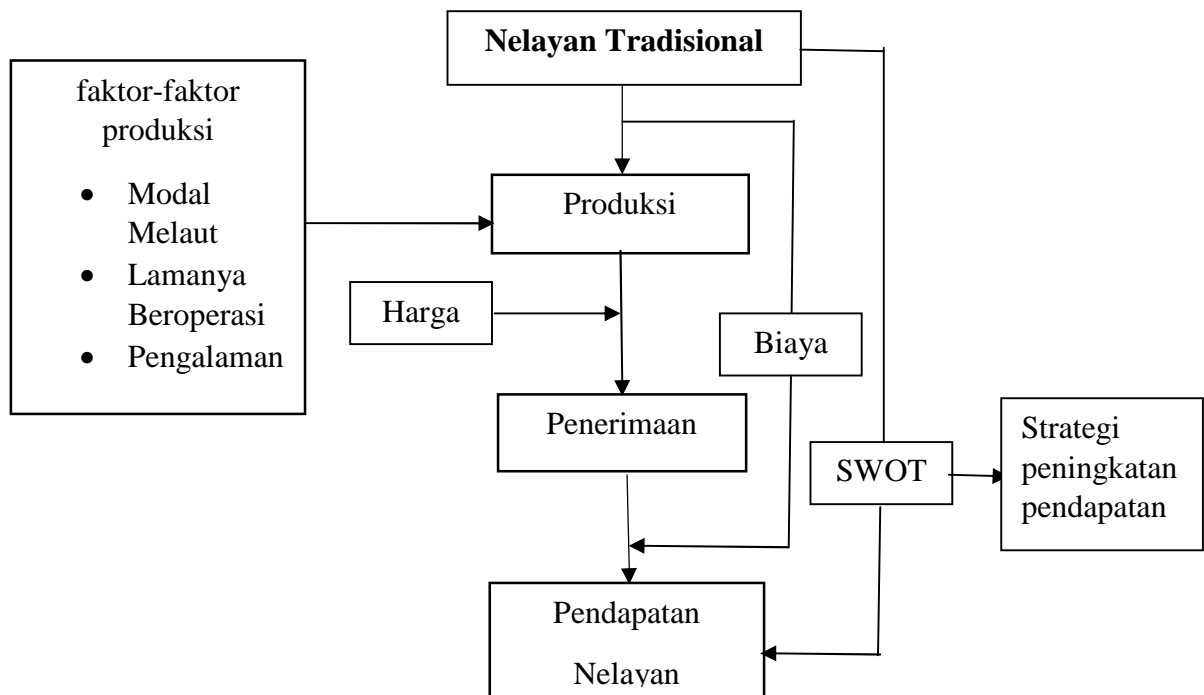 Nelayan Tradisional
faktor-faktor
produksi
• Modal
Melaut
• Lamanya
Beroperasi
• Pengalaman
Produksi
Harga
Biaya
Penerimaan
SWOT
Strategi
peningkatan
pendapatan
Pendapatan
Nelayan